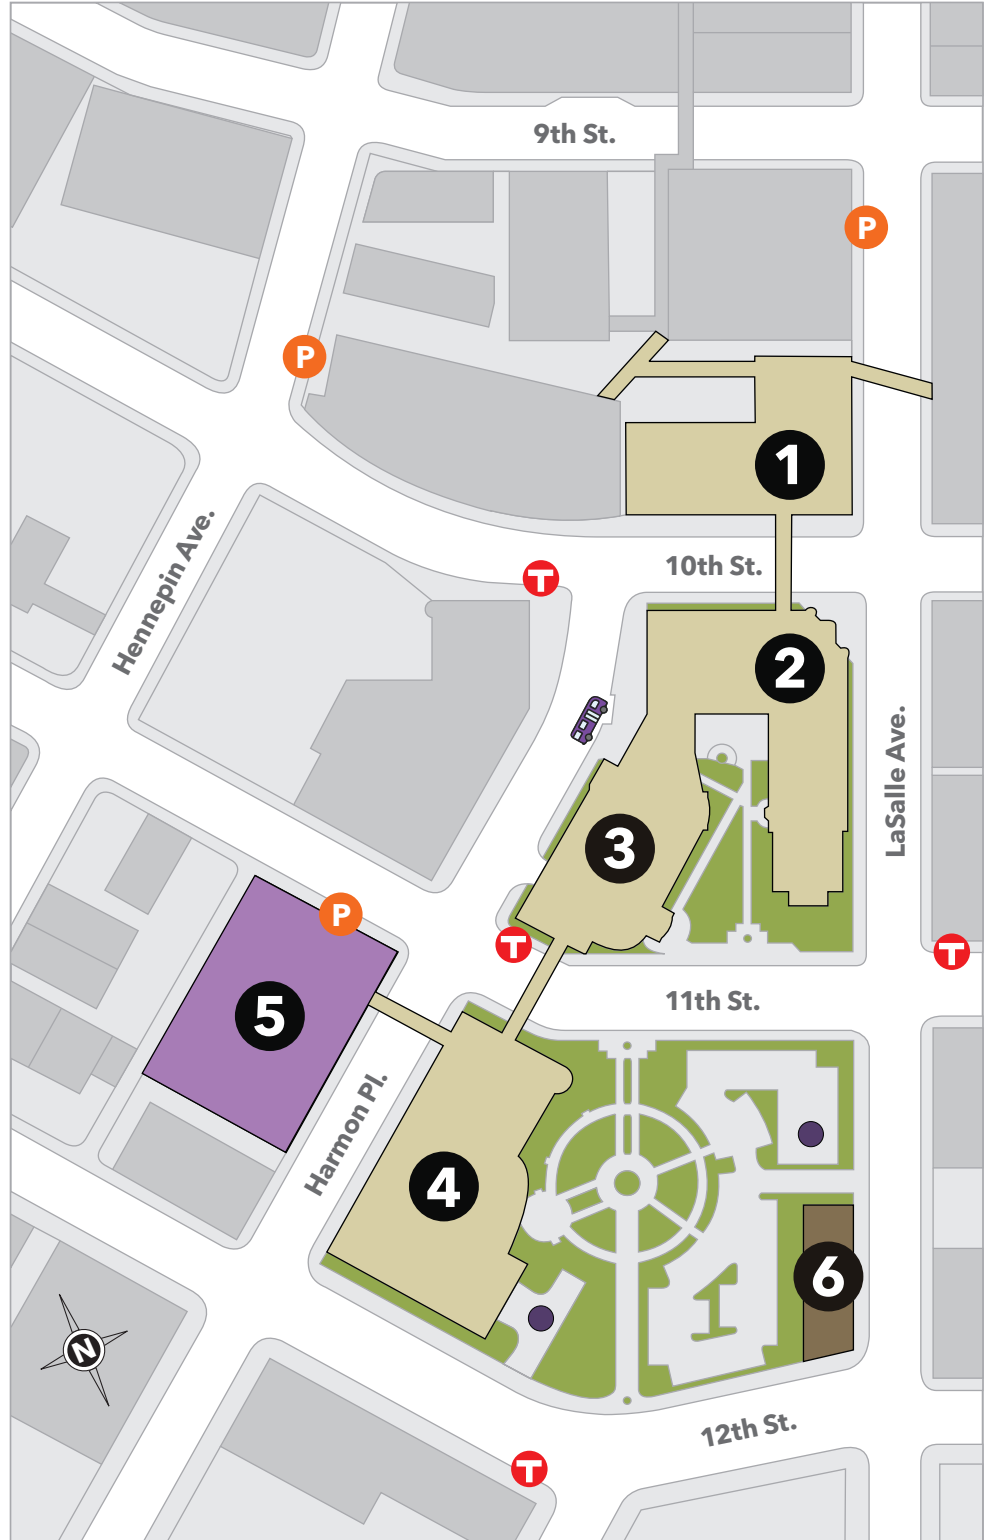 9th St.
P
P
1
10th St.
T
Hennepin Ave.
2
LaSalle Ave.
3
P
T
T
5
11th St.
Harmon Pl.
4
6
N
12th St.
T